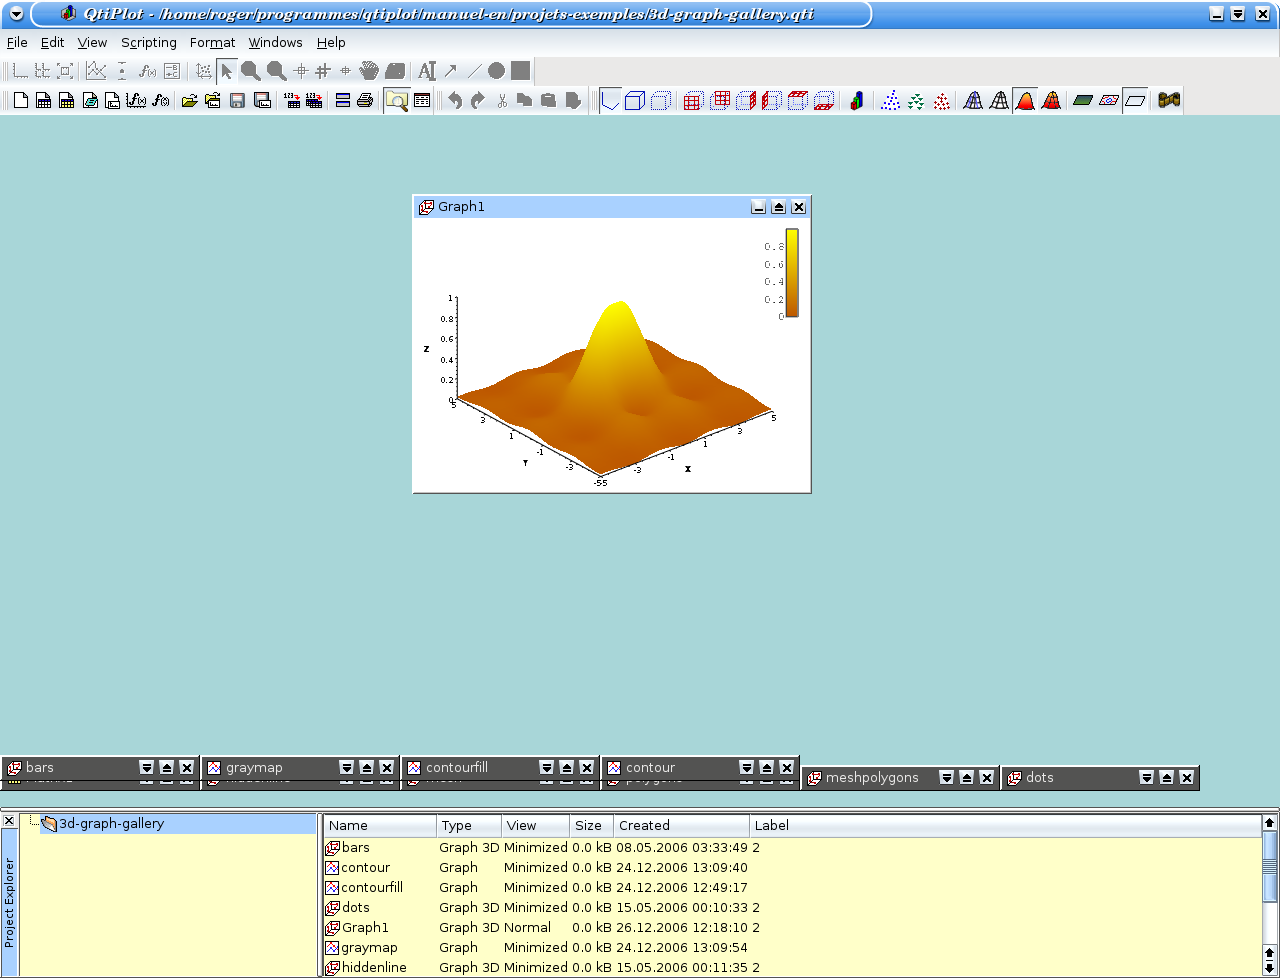 QtiPlot - /home/roger/programmes/qtiplot/manuel-en/projets-exemples/3d-graph-gallery.qti
File Edit View Scripting Format Windows Help
Graph1
0.8
0.6
0.4
0.2
0
1
0.8
0.6
0.4
0.2
0
Z
5
3
1
-1
-3
-55
Y
-3
-1
1
3
5
X
bars
graymap
contourfill
contour
meshpolygons
dots
3d-graph-gallery
Project Explorer
Name Type View Size Created Label
bars Graph 3D Minimized 0.0 kB 08.05.2006 03:33:49 2
contour Graph Minimized 0.0 kB 24.12.2006 13:09:40
contourfill Graph Minimized 0.0 kB 24.12.2006 12:49:17
dots Graph 3D Minimized 0.0 kB 15.05.2006 00:10:33 2
Graph1 Graph 3D Normal 0.0 kB 26.12.2006 12:18:10 2
graymap Graph Minimized 0.0 kB 24.12.2006 13:09:54
hiddenline Graph 3D Minimized 0.0 kB 15.05.2006 00:11:35 2